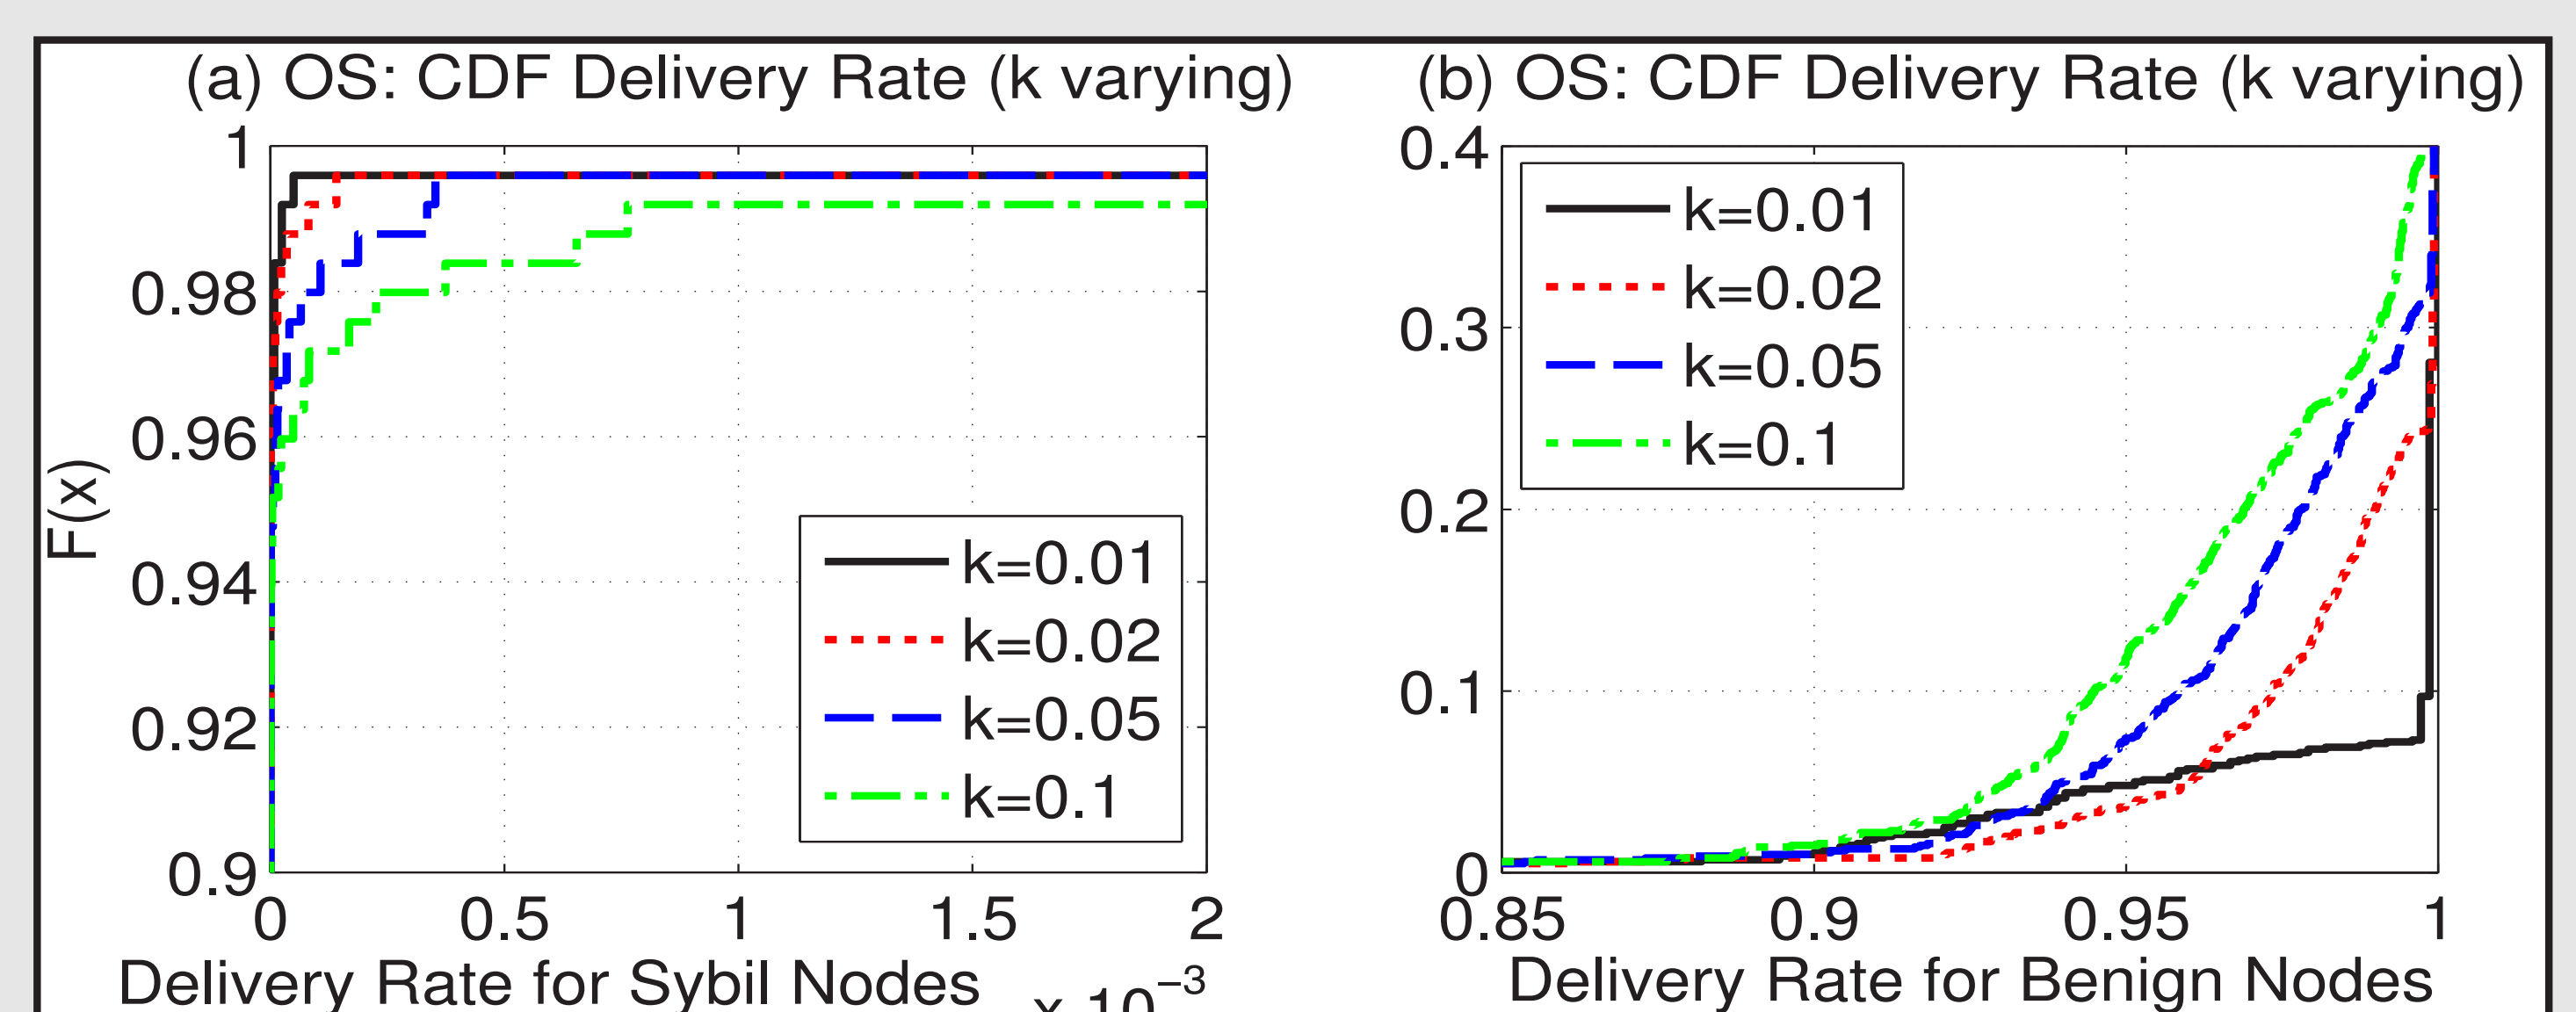 (a) OS: CDF Delivery Rate (k varying)
1
0.98
0.96
0.94
0.92
0.9
F(x)
k=0.01
k=0.02
k=0.05
k=0.1
0 0.5 1 1.5 2
Delivery Rate for Sybil Nodes
x 10−3
(b) OS: CDF Delivery Rate (k varying)
0.4
0.3
0.2
0.1
0
k=0.01
k=0.02
k=0.05
k=0.1
0.85 0.9 0.95 1
Delivery Rate for Benign Nodes